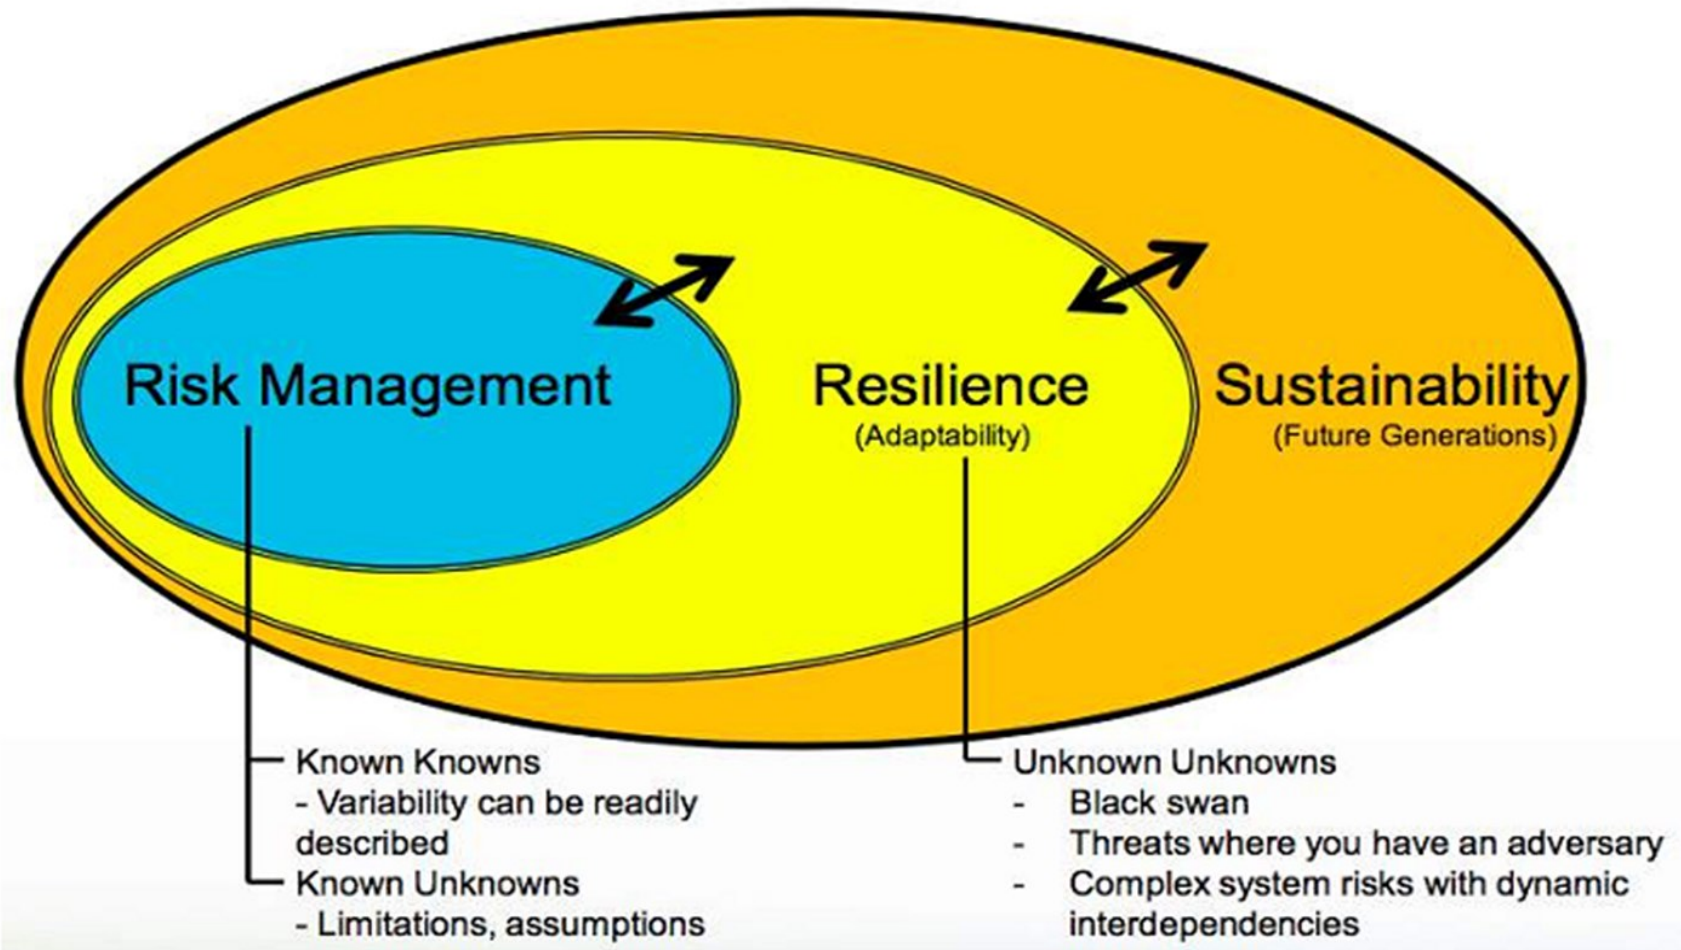 Risk Management
Resilience
(Adaptability)
Sustainability
(Future Generations)
Known Knowns
- Variability can be readily
described
Known Unknowns
- Limitations, assumptions
Unknown Unknowns
- Black swan
- Threats where you have an adversary
- Complex system risks with dynamic
interdependencies